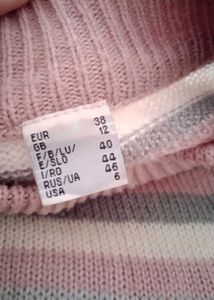 EUR 38
GB 12
F/B/LU/ 40
E/SLO 44
I/RO 46
RUS/UA
USA 6